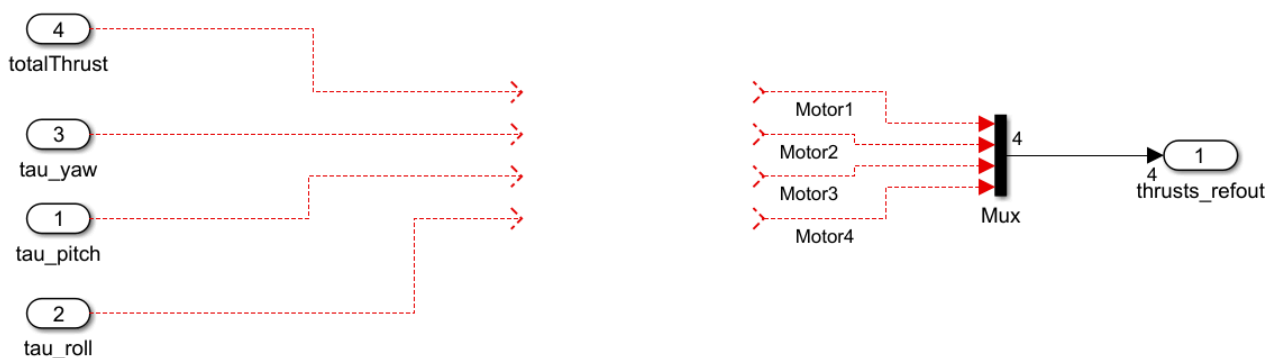 4
totalThrust
3
tau_yaw
1
tau_pitch
2
tau_roll
Motor1
Motor2
Motor3
Motor4
4
Mux
4
1
thrusts_refout